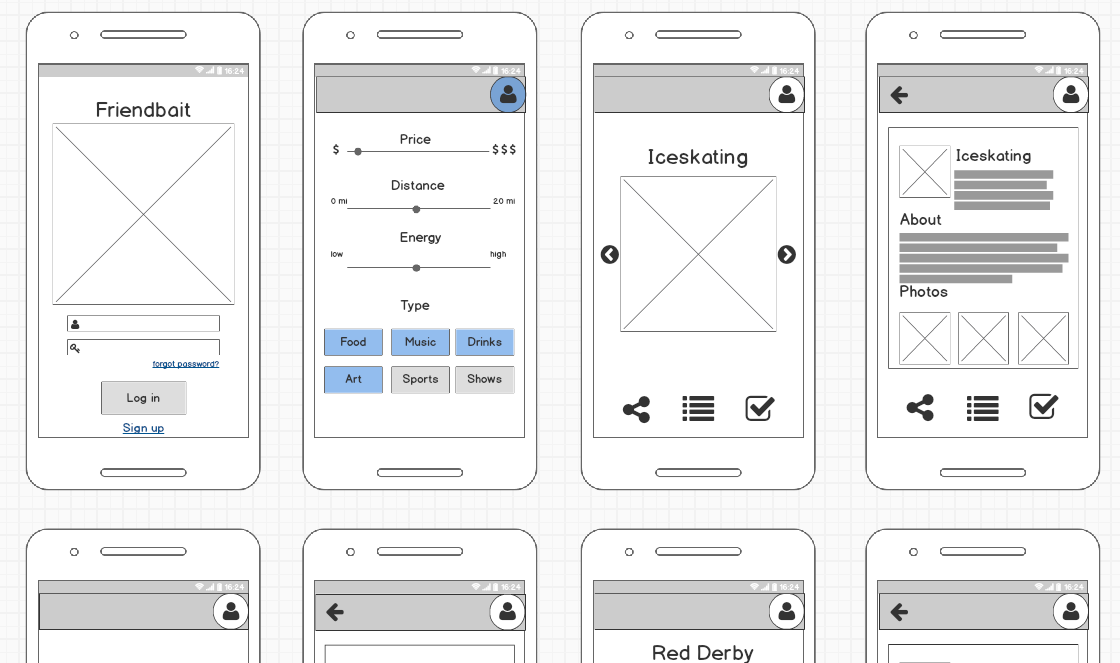 16:24
Friendbait
forgot password?
Log in
Sign up
16:24
Price
$ $$$
Distance
0 mi 20 mi
Energy
low high
Type
Food Music Drinks
Art Sports Shows
16:24
Iceskating
16:24
Iceskating
About
Photos
16:24
16:24
16:24
Red Derby
16:24